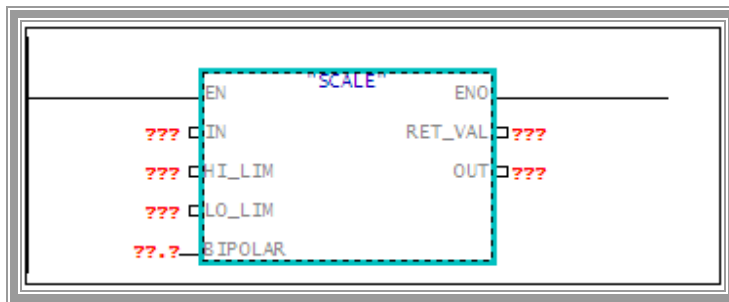 "SCALE"
EN ENO
??? IN RET_VAL ???
??? HI_LIM OUT ???
??? LO_LIM
??.? BIPOLAR